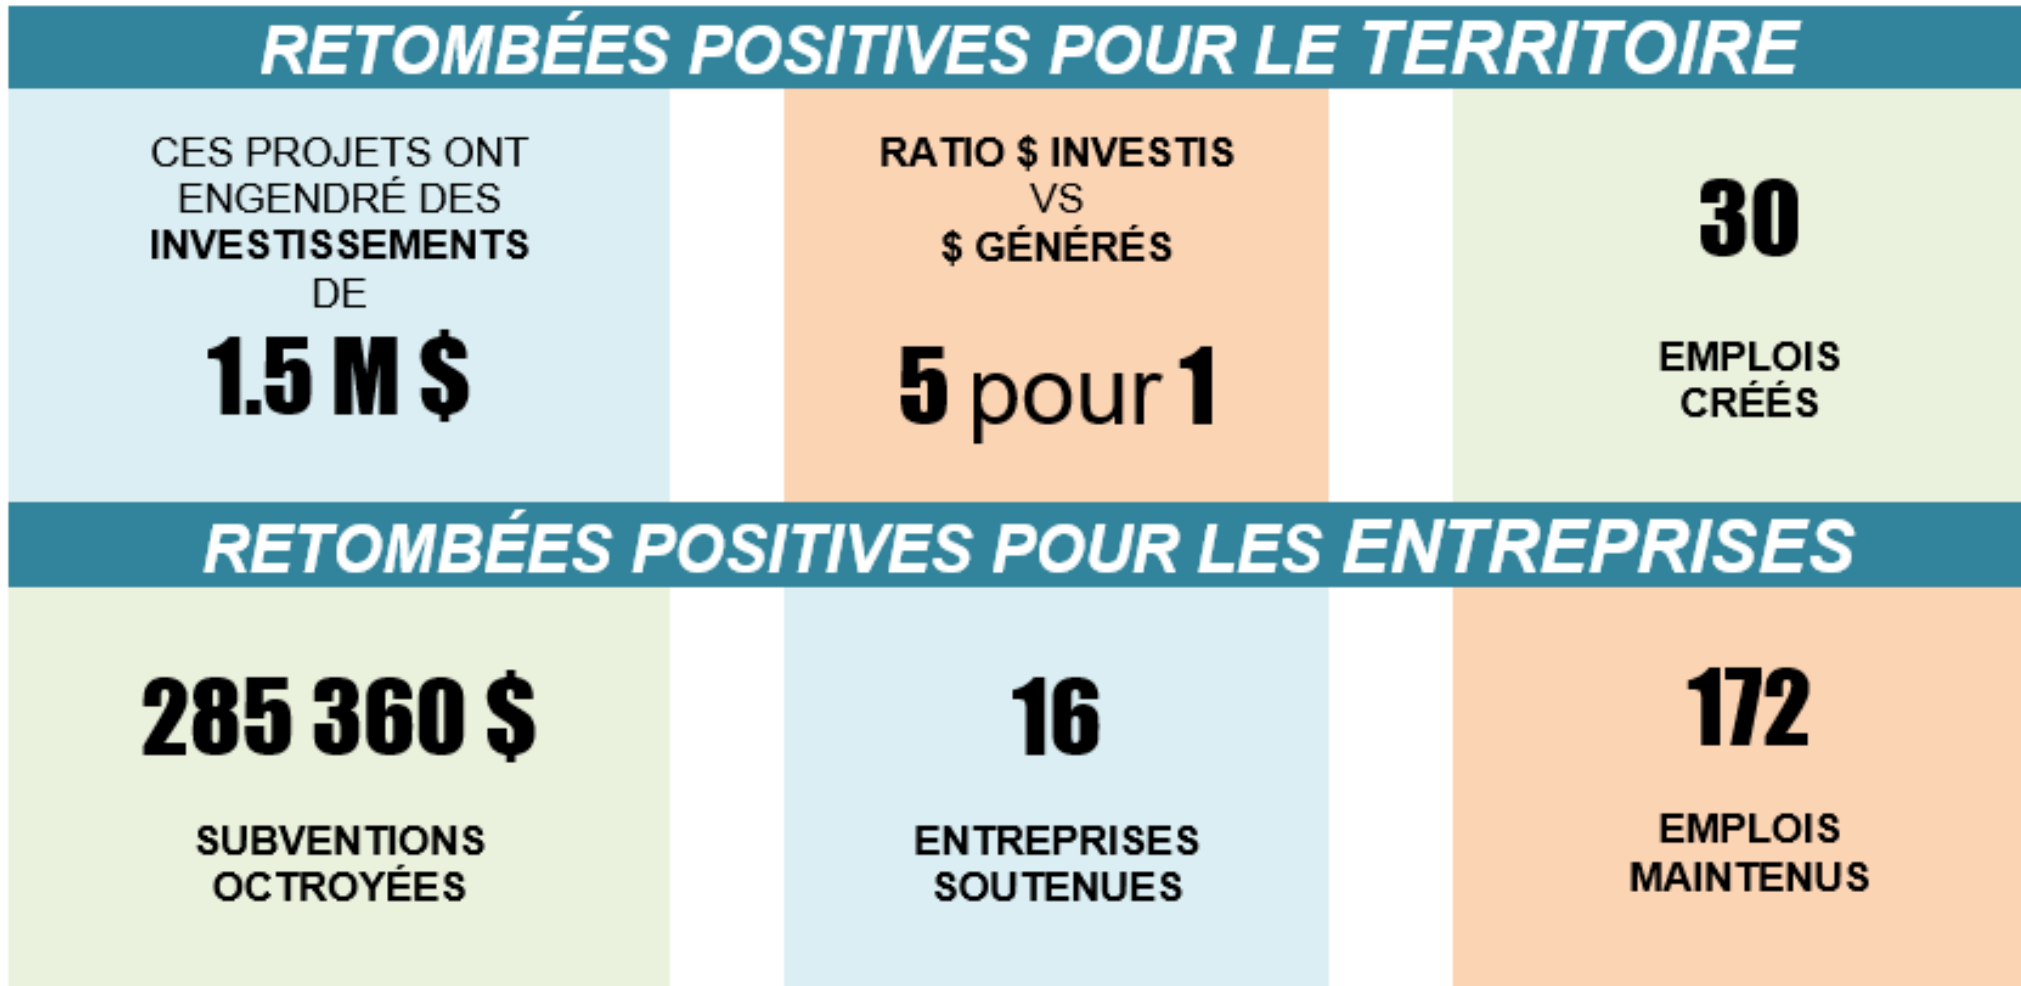 RETOMBÉES POSITIVES POUR LE TERRITOIRE
CES PROJETS ONT
ENGENDRÉ DES
INVESTISSEMENTS
DE
1.5 M $
RATIO $ INVESTIS
VS
$ GÉNÉRÉS
5 pour 1
30
EMPLOIS
CRÉÉS
RETOMBÉES POSITIVES POUR LES ENTREPRISES
285 360 $
SUBVENTIONS
OCTROYÉES
16
ENTREPRISES
SOUTENUES
172
EMPLOIS
MAINTENUS